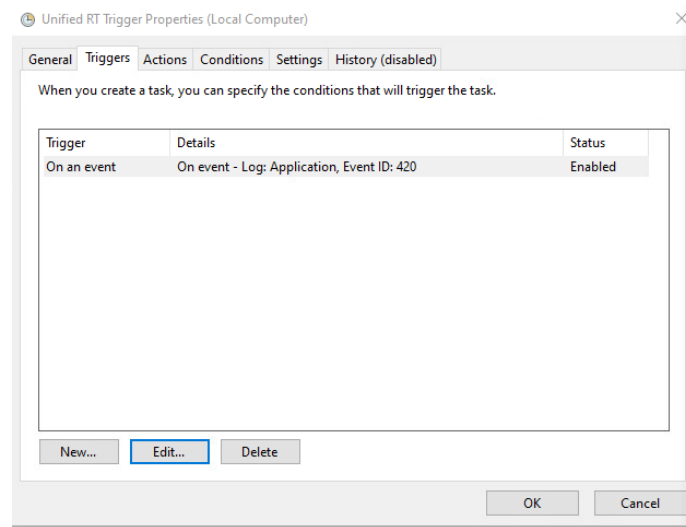 Unified RT Trigger Properties (Local Computer)
General Triggers Actions Conditions Settings History (disabled)
When you create a task, you can specify the conditions that will trigger the task.
Trigger Details Status
On an event On event - Log: Application, Event ID: 420 Enabled
New... Edit... Delete
OK Cancel